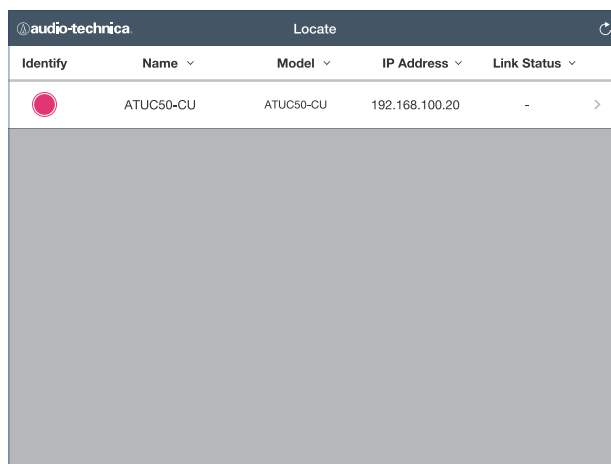 audio-technica. Locate
Identify Name Model IP Address Link Status
ATUC50-CU ATUC50-CU 192.168.100.20 -